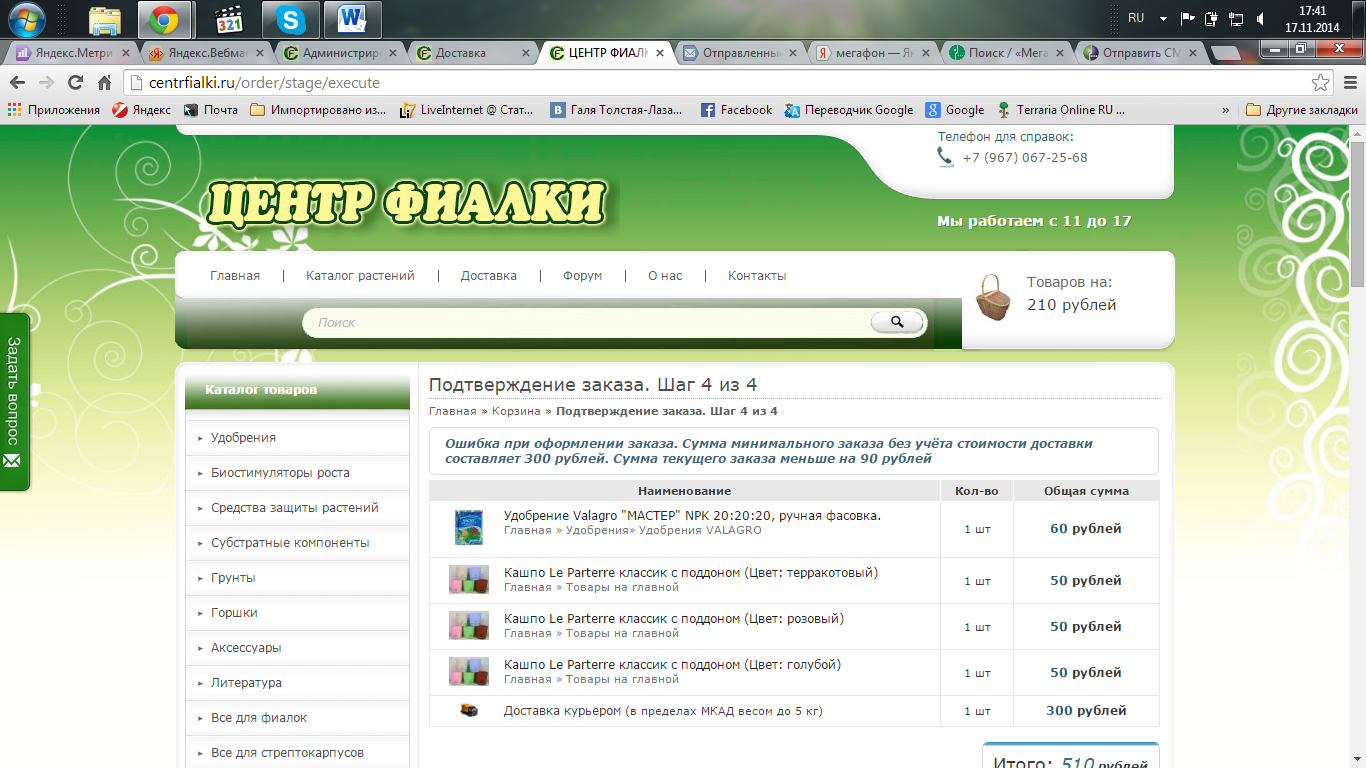 RU
17:41
17.11.2014
Яндекс.Метри
Яндекс.Вебма
Администрир
Доставка
ЦЕНТР ФИАЛК
Отправленны
мегафон — Ян
Поиск / «Мега
Отправить СМ
centrfialki.ru/order/stage/execute
Приложения
Яндекс
Почта
Импортировано из...
LiveInternet @ Стат...
Галя Толстая-Лаза...
Facebook
Переводчик Google
Google
Terraria Online RU ...
»
Другие закладки
Телефон для справок:
+7 (967) 067-25-68
ЦЕНТР ФИАЛКИ
Мы работаем с 11 до 17
Главная | Каталог растений | Доставка | Форум | О нас | Контакты
Товаров на:
210 рублей
Поиск
Задать вопрос
Каталог товаров
Удобрения
Биостимуляторы роста
Средства защиты растений
Субстратные компоненты
Грунты
Горшки
Аксессуары
Литература
Все для фиалок
Все для стрептокарпусов
Подтверждение заказа. Шаг 4 из 4
Главная » Корзина » Подтверждение заказа. Шаг 4 из 4
Ошибка при оформлении заказа. Сумма минимального заказа без учёта стоимости доставки
составляет 300 рублей. Сумма текущего заказа меньше на 90 рублей
Наименование Кол-во Общая сумма
Удобрение Valagro "МАСТЕР" NPK 20:20:20, ручная фасовка.
Главная » Удобрения» Удобрения VALAGRO
1 шт 60 рублей
Кашпо Le Parterre классик с поддоном (Цвет: терракотовый)
Главная » Товары на главной
1 шт 50 рублей
Кашпо Le Parterre классик с поддоном (Цвет: розовый)
Главная » Товары на главной
1 шт 50 рублей
Кашпо Le Parterre классик с поддоном (Цвет: голубой)
Главная » Товары на главной
1 шт 50 рублей
Доставка курьером (в пределах МКАД весом до 5 кг) 1 шт 300 рублей
Итого: 510 рублей